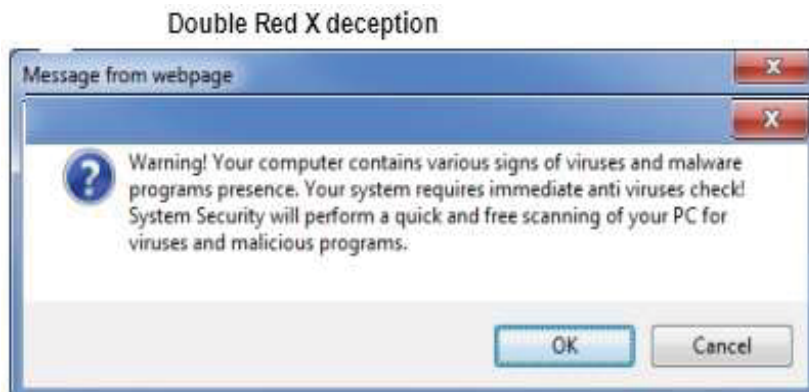 Double Red X deception
Message from webpage
Warning! Your computer contains various signs of viruses and malware
programs presence. Your system requires immediate anti viruses check!
System Security will perform a quick and free scanning of your PC for
viruses and malicious programs.
OK Cancel